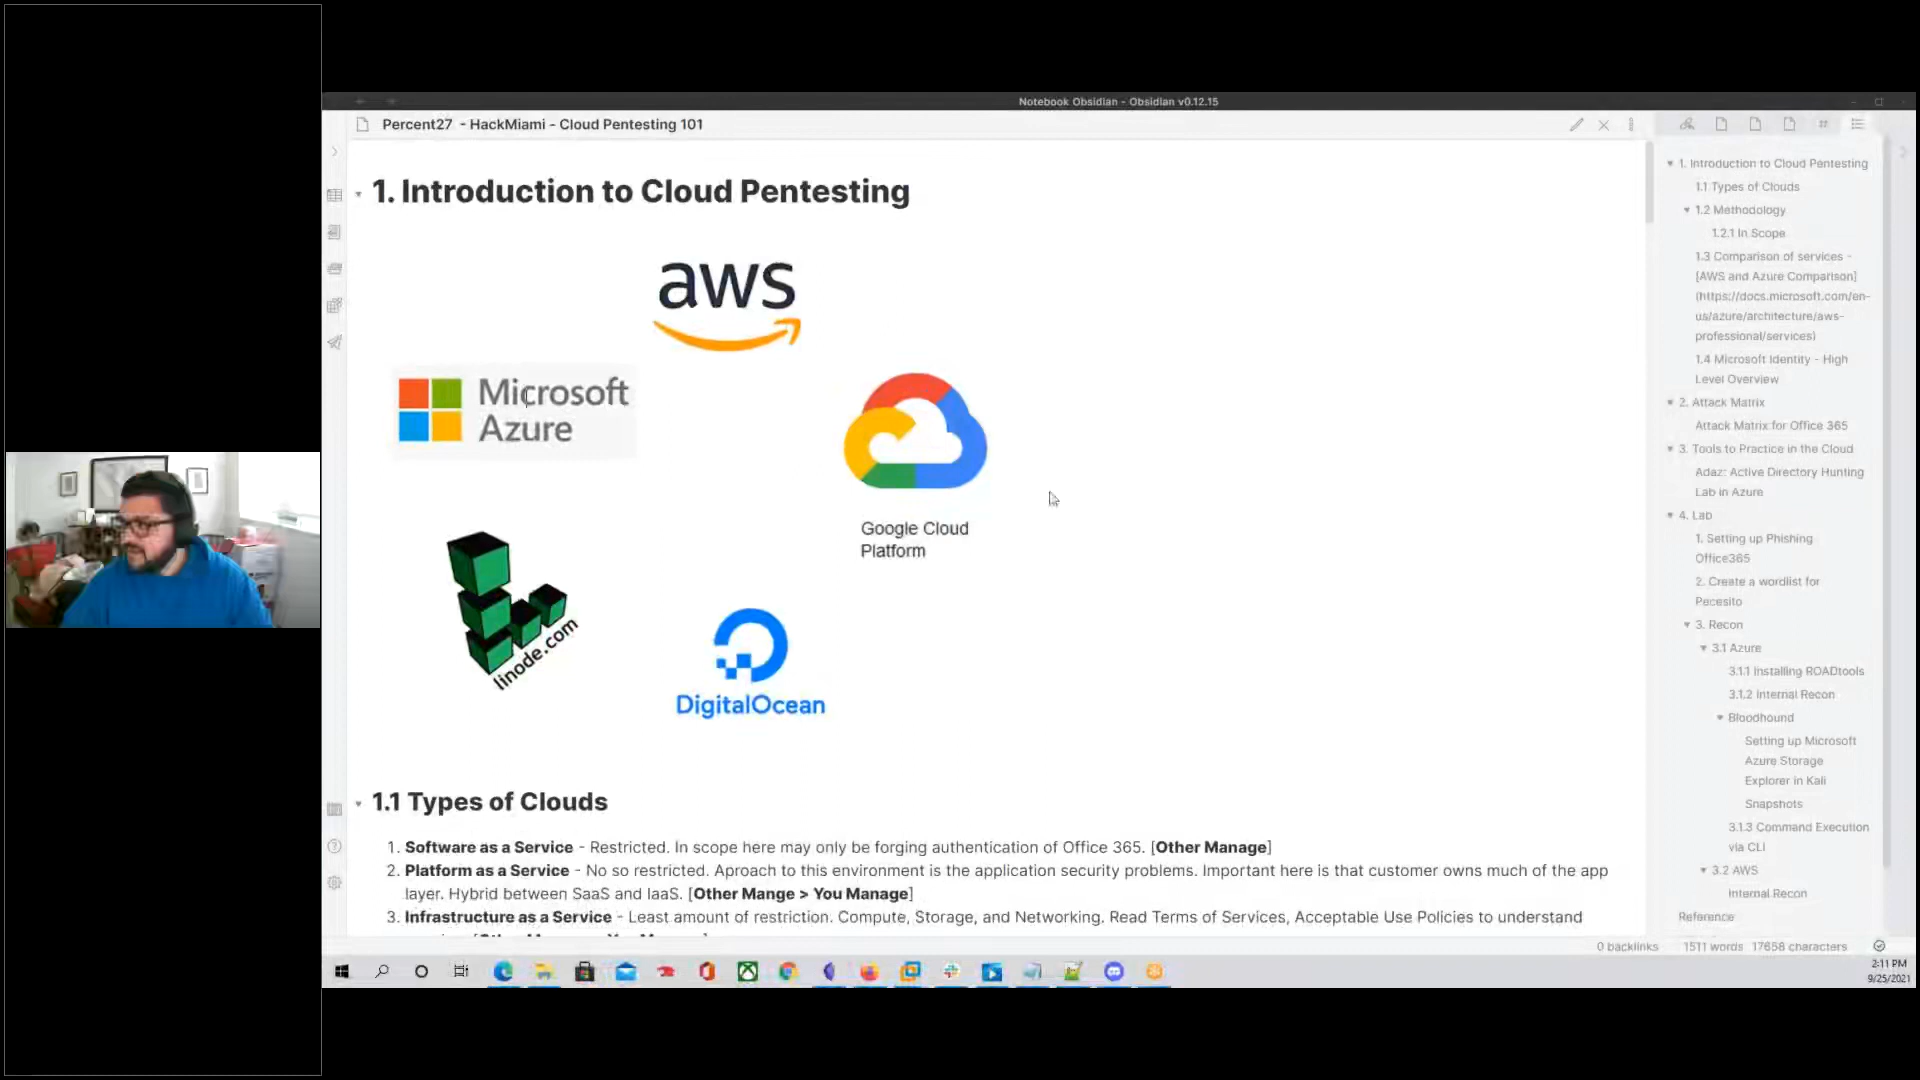 Notebook Obsidian - Obsidian v0.12.15
Percent27 - HackMiami - Cloud Pentesting 101
1. Introduction to Cloud Pentesting
aws
Microsoft
Azure
Google Cloud
Platform
linode.com
DigitalOcean
1.1 Types of Clouds
1. Software as a Service - Restricted. In scope here may only be forging authentication of Office 365. [Other Manage]
2. Platform as a Service - No so restricted. Aproach to this environment is the application security problems. Important here is that customer owns much of the app
layer. Hybrid between SaaS and IaaS. [Other Mange > You Manage]
3. Infrastructure as a Service - Least amount of restriction. Compute, Storage, and Networking. Read Terms of Services, Acceptable Use Policies to understand
1. Introduction to Cloud Pentesting
1.1 Types of Clouds
1.2 Methodology
1.2.1 In Scope
1.3 Comparison of services -
[AWS and Azure Comparison]
(https://docs.microsoft.com/en-
us/azure/architecture/aws-
professional/services)
1.4 Microsoft Identity - High
Level Overview
2. Attack Matrix
Attack Matrix for Office 365
3. Tools to Practice in the Cloud
Adaz: Active Directory Hunting
Lab in Azure
4. Lab
1. Setting up Phishing
Office365
2. Create a wordlist for
Pecesito
3. Recon
3.1 Azure
3.1.1 Installing ROADtools
3.1.2 Internal Recon
Bloodhound
Setting up Microsoft
Azure Storage
Explorer in Kali
Snapshots
3.1.3 Command Execution
via CLI
3.2 AWS
Internal Recon
Reference
0 backlinks 1511 words 17658 characters
2:11 PM
9/25/2021